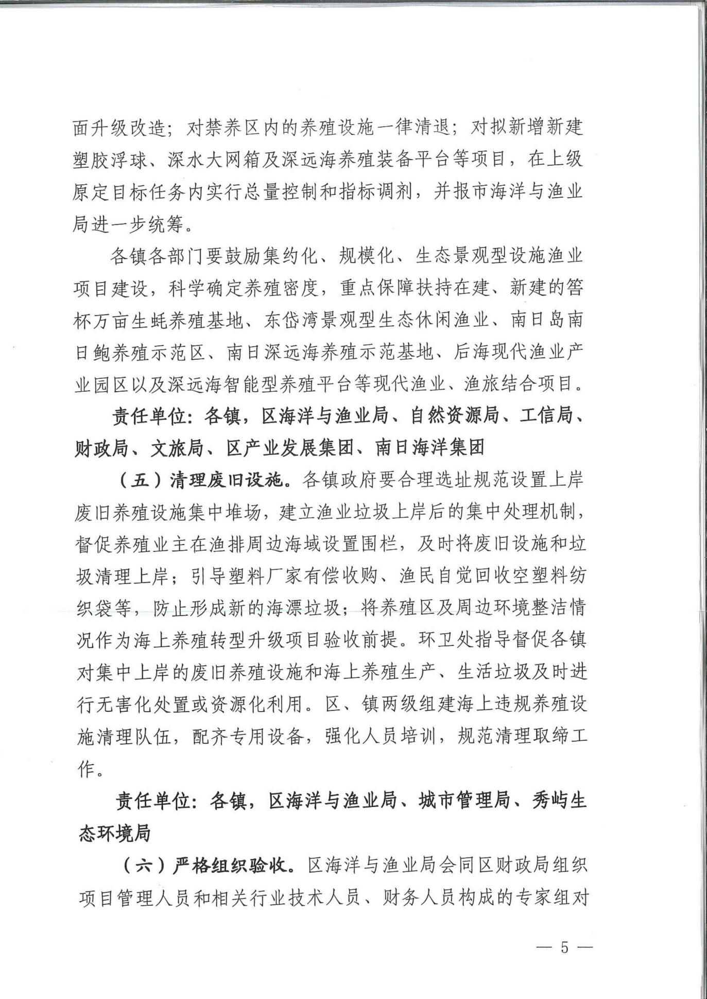 面升级改造；对禁养区内的养殖设施一律清退；对拟新增新建
塑胶浮球、深水大网箱及深远海养殖装备平台等项目，在上级
原定目标任务内实行总量控制和指标调剂，并报市海洋与渔业
局进一步统筹。
各镇各部门要鼓励集约化、规模化、生态景观型设施渔业
项目建设，科学确定养殖密度，重点保障扶持在建、新建的筶
杯万亩生蚝养殖基地、东岱湾景观型生态休闲渔业、南日岛南
日鲍养殖示范区、南日深远海养殖示范基地、后海现代渔业产
业园区以及深远海智能型养殖平台等现代渔业、渔旅结合项目。
责任单位：各镇，区海洋与渔业局、自然资源局、工信局、
财政局、文旅局、区产业发展集团、南日海洋集团
（五）清理废旧设施。各镇政府要合理选址规范设置上岸
废旧养殖设施集中堆场，建立渔业垃圾上岸后的集中处理机制，
督促养殖业主在渔排周边海域设置围栏，及时将废旧设施和垃
圾清理上岸；引导塑料厂家有偿收购、渔民自觉回收空塑料纺
织袋等，防止形成新的海漂垃圾；将养殖区及周边环境整洁情
况作为海上养殖转型升级项目验收前提。环卫处指导督促各镇
对集中上岸的废旧养殖设施和海上养殖生产、生活垃圾及时进
行无害化处置或资源化利用。区、镇两级组建海上违规养殖设
施清理队伍，配齐专用设备，强化人员培训，规范清理取缔工
作。
责任单位：各镇，区海洋与渔业局、城市管理局、秀屿生
态环境局
（六）严格组织验收。区海洋与渔业局会同区财政局组织
项目管理人员和相关行业技术人员、财务人员构成的专家组对
— 5 —